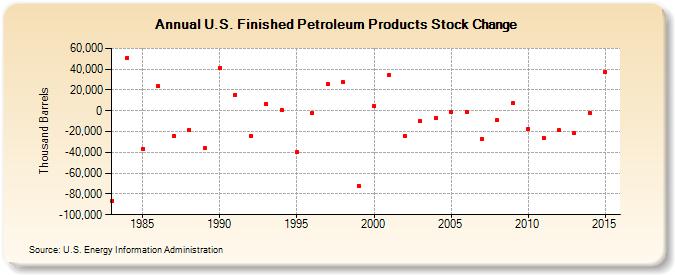 Annual U.S. Finished Petroleum Products Stock Change
Thousand Barrels
60,000
40,000
20,000
0
-20,000
-40,000
-60,000
-80,000
-100,000
1985 1990 1995 2000 2005 2010 2015
Source: U.S. Energy Information Administration